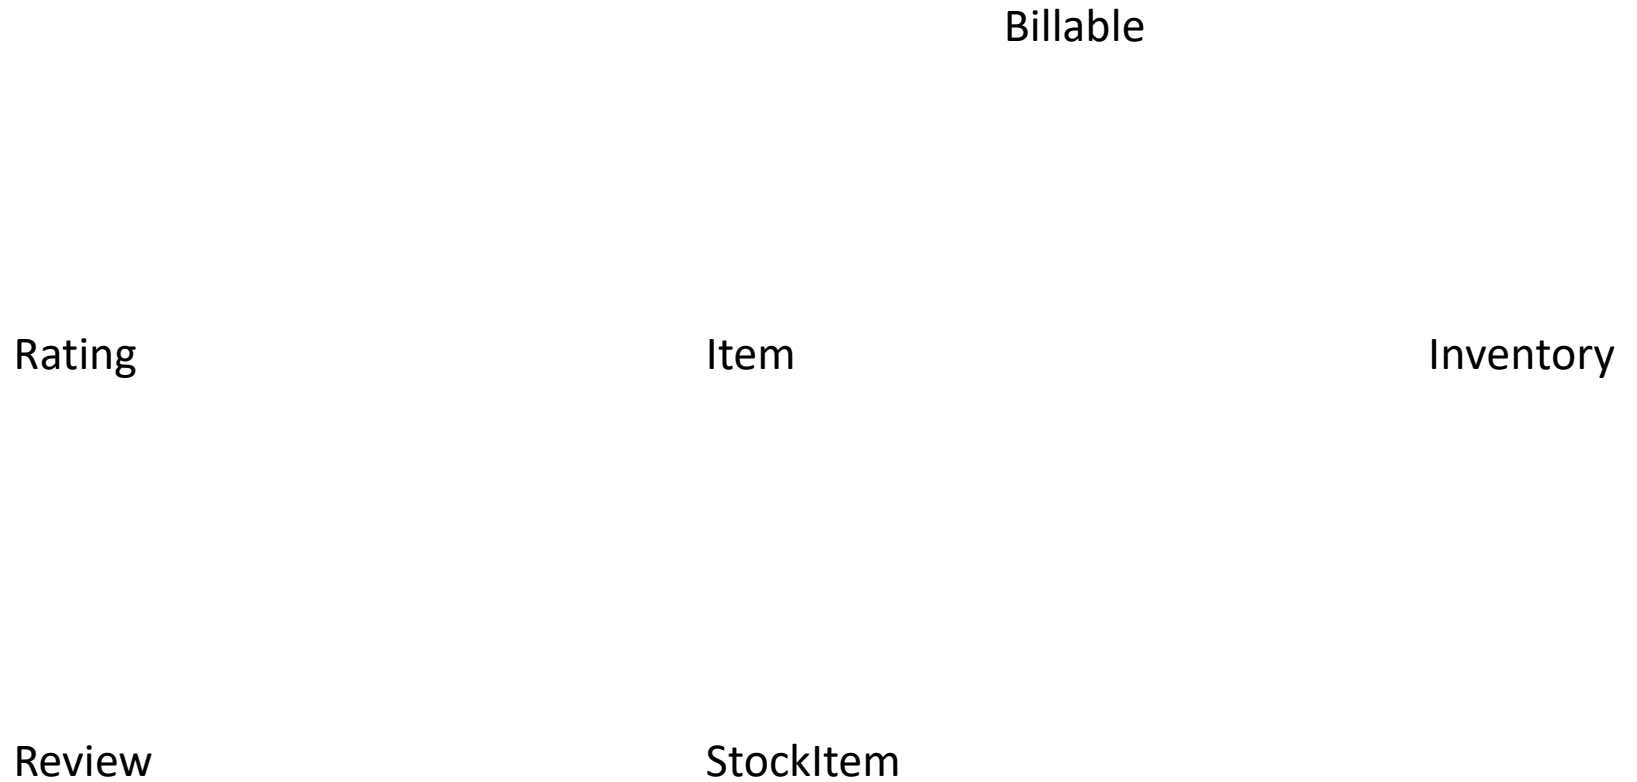 Billable
Rating
Item
Inventory
Review
StockItem